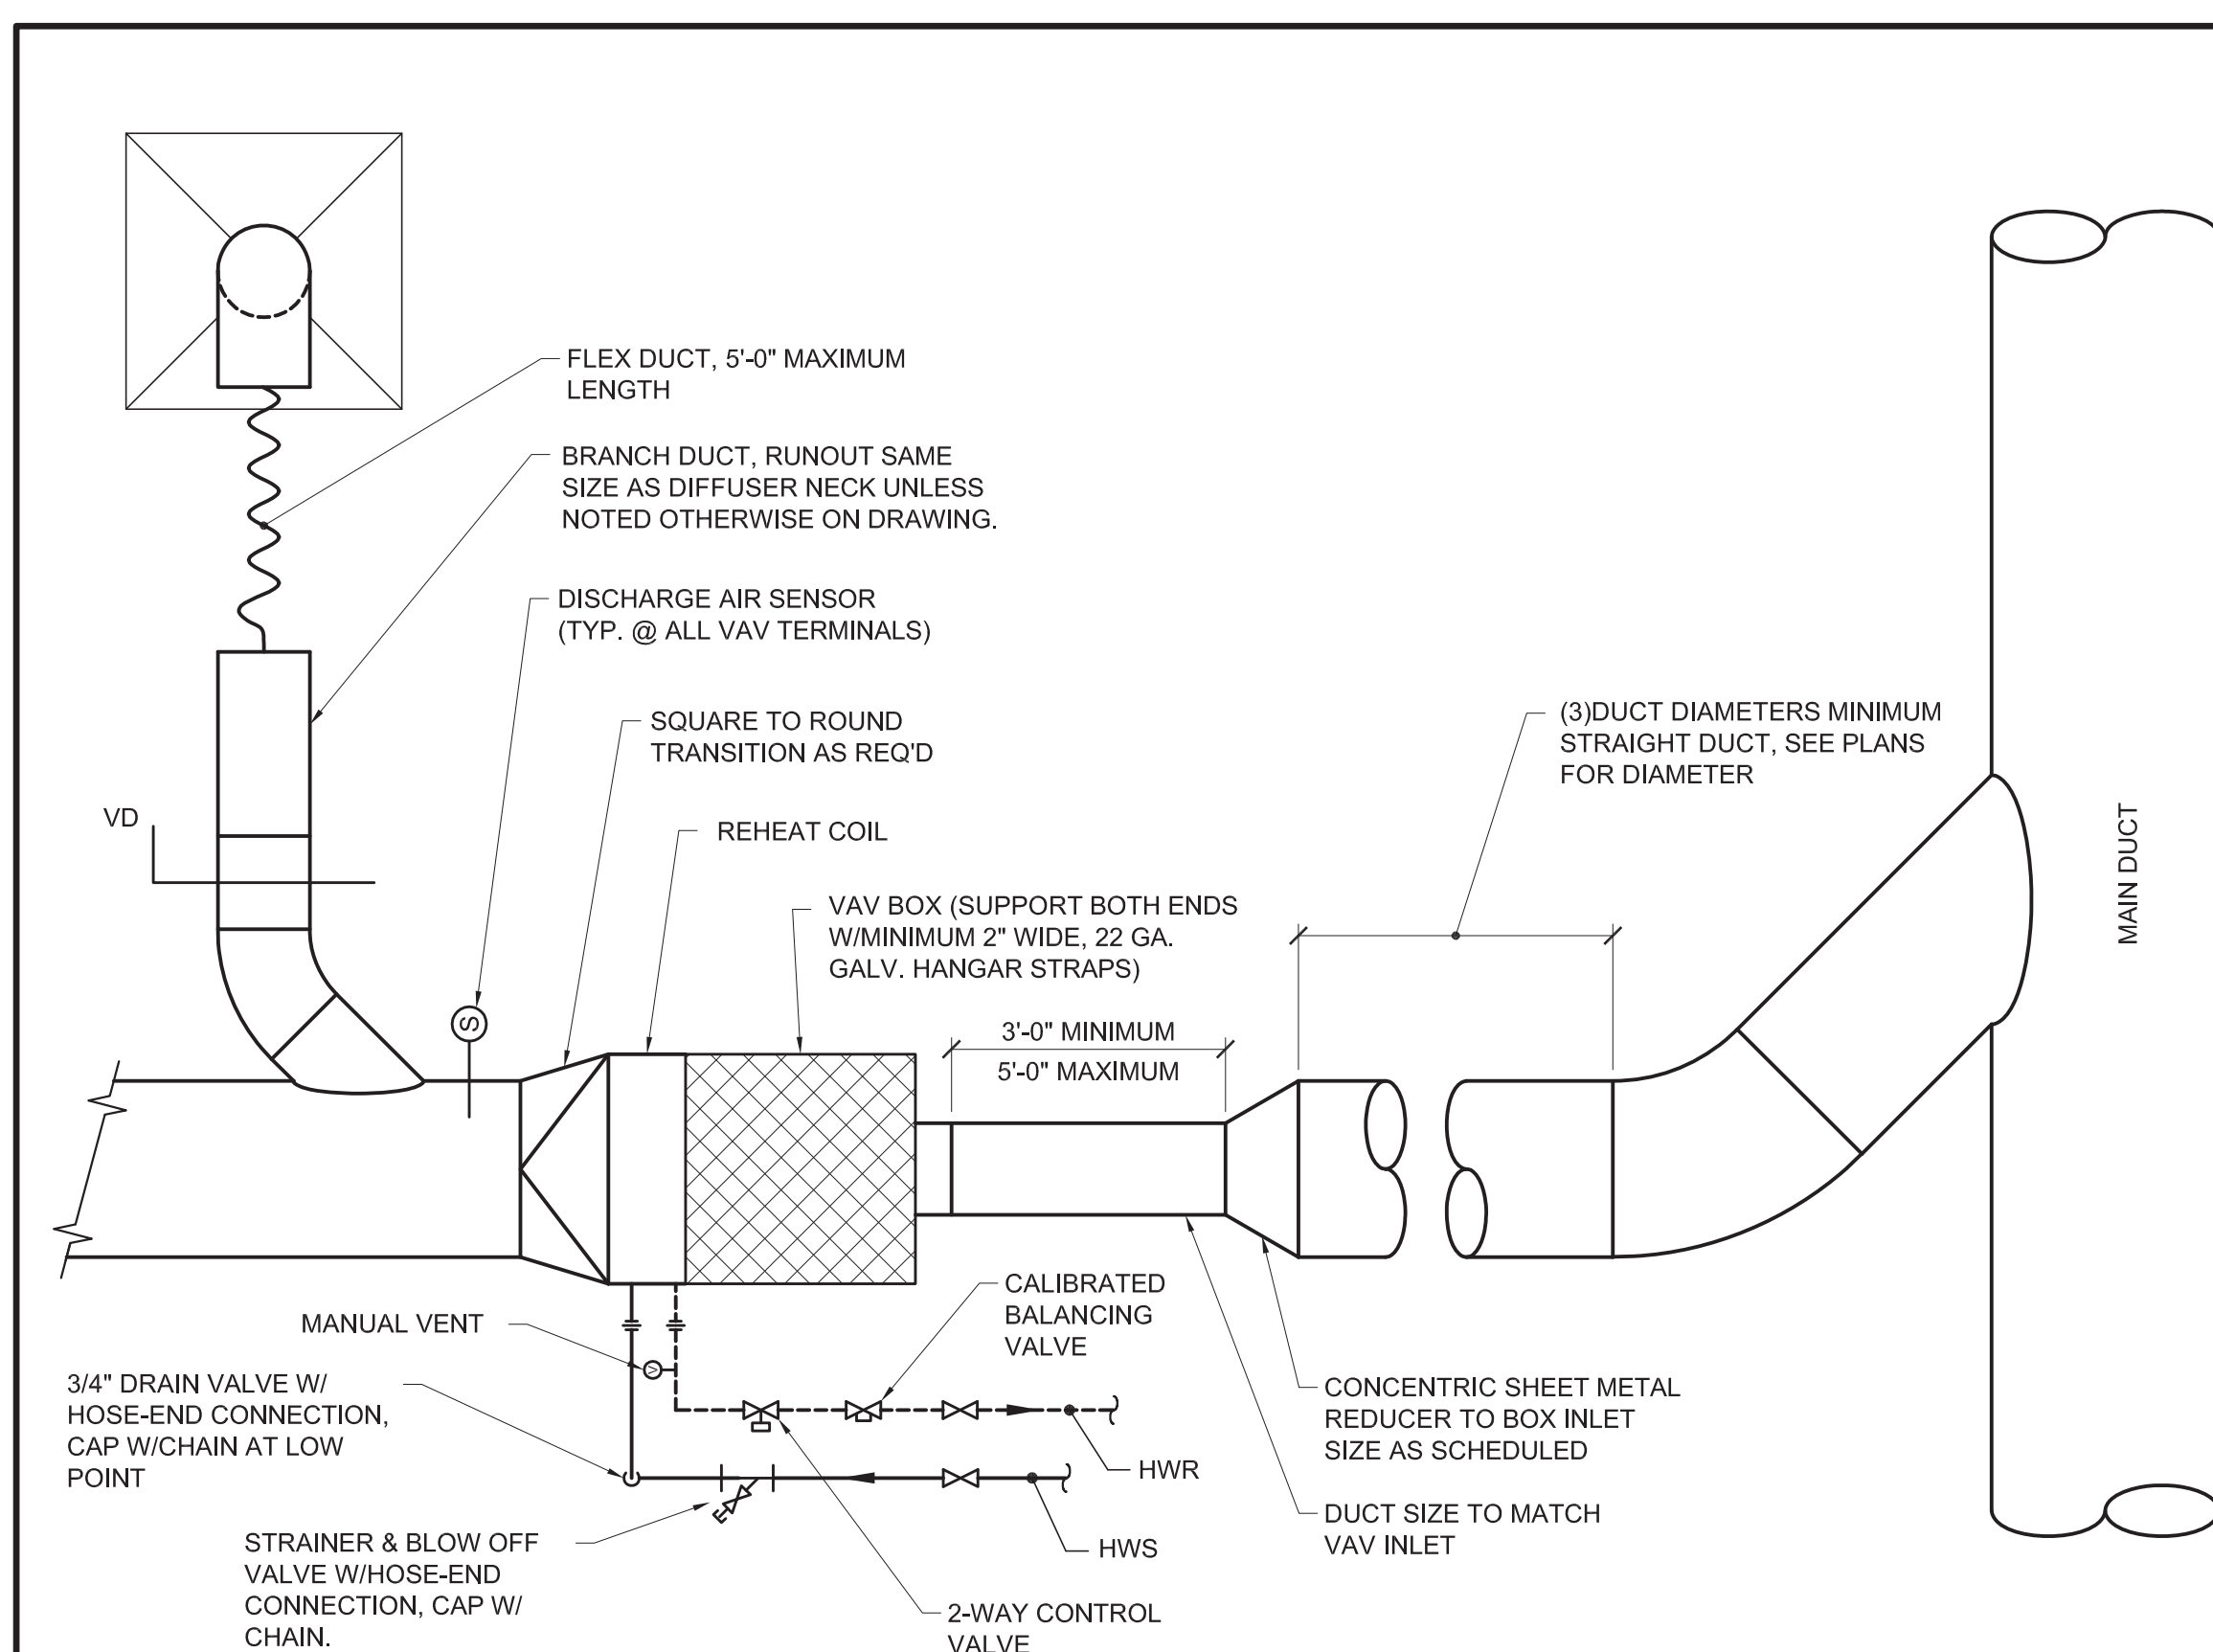 FLEX DUCT, 5'-0" MAXIMUM
LENGTH
BRANCH DUCT, RUNOUT SAME
SIZE AS DIFFUSER NECK UNLESS
NOTED OTHERWISE ON DRAWING.
DISCHARGE AIR SENSOR
(TYP. @ ALL VAV TERMINALS)
SQUARE TO ROUND
TRANSITION AS REQ'D
(3)DUCT DIAMETERS MINIMUM
STRAIGHT DUCT, SEE PLANS
FOR DIAMETER
VD
REHEAT COIL
MAIN DUCT
VAV BOX (SUPPORT BOTH ENDS
W/MINIMUM 2" WIDE, 22 GA.
GALV. HANGAR STRAPS)
S
3'-0" MINIMUM
5'-0" MAXIMUM
CALIBRATED
BALANCING
VALVE
MANUAL VENT
V
3/4" DRAIN VALVE W/
HOSE-END CONNECTION,
CAP W/CHAIN AT LOW
POINT
CONCENTRIC SHEET METAL
REDUCER TO BOX INLET
SIZE AS SCHEDULED
HWR
DUCT SIZE TO MATCH
VAV INLET
HWS
STRAINER & BLOW OFF
VALVE W/HOSE-END
CONNECTION, CAP W/
CHAIN.
2-WAY CONTROL
VALVE